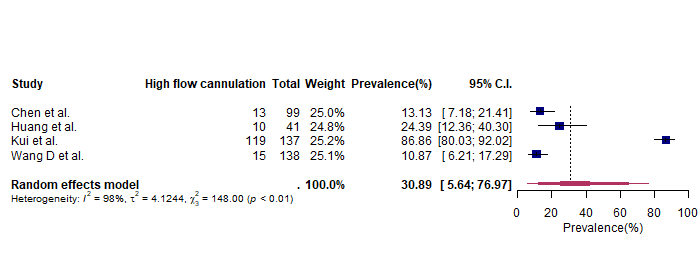 Study High flow cannulation Total Weight Prevalence(%) 95% C.I.
Chen et al. 13 99 25.0% 13.13 [ 7.18; 21.41]
Huang et al. 10 41 24.8% 24.39 [12.36; 40.30]
Kui et al. 119 137 25.2% 86.86 [80.03; 92.02]
Wang D et al. 15 138 25.1% 10.87 [ 6.21; 17.29]
Random effects model . 100.0% 30.89 [ 5.64; 76.97]
Heterogeneity: I² = 98%, τ² = 4.1244, χ²₃ = 148.00 (p < 0.01)
0 20 40 60 80 100
Prevalence(%)